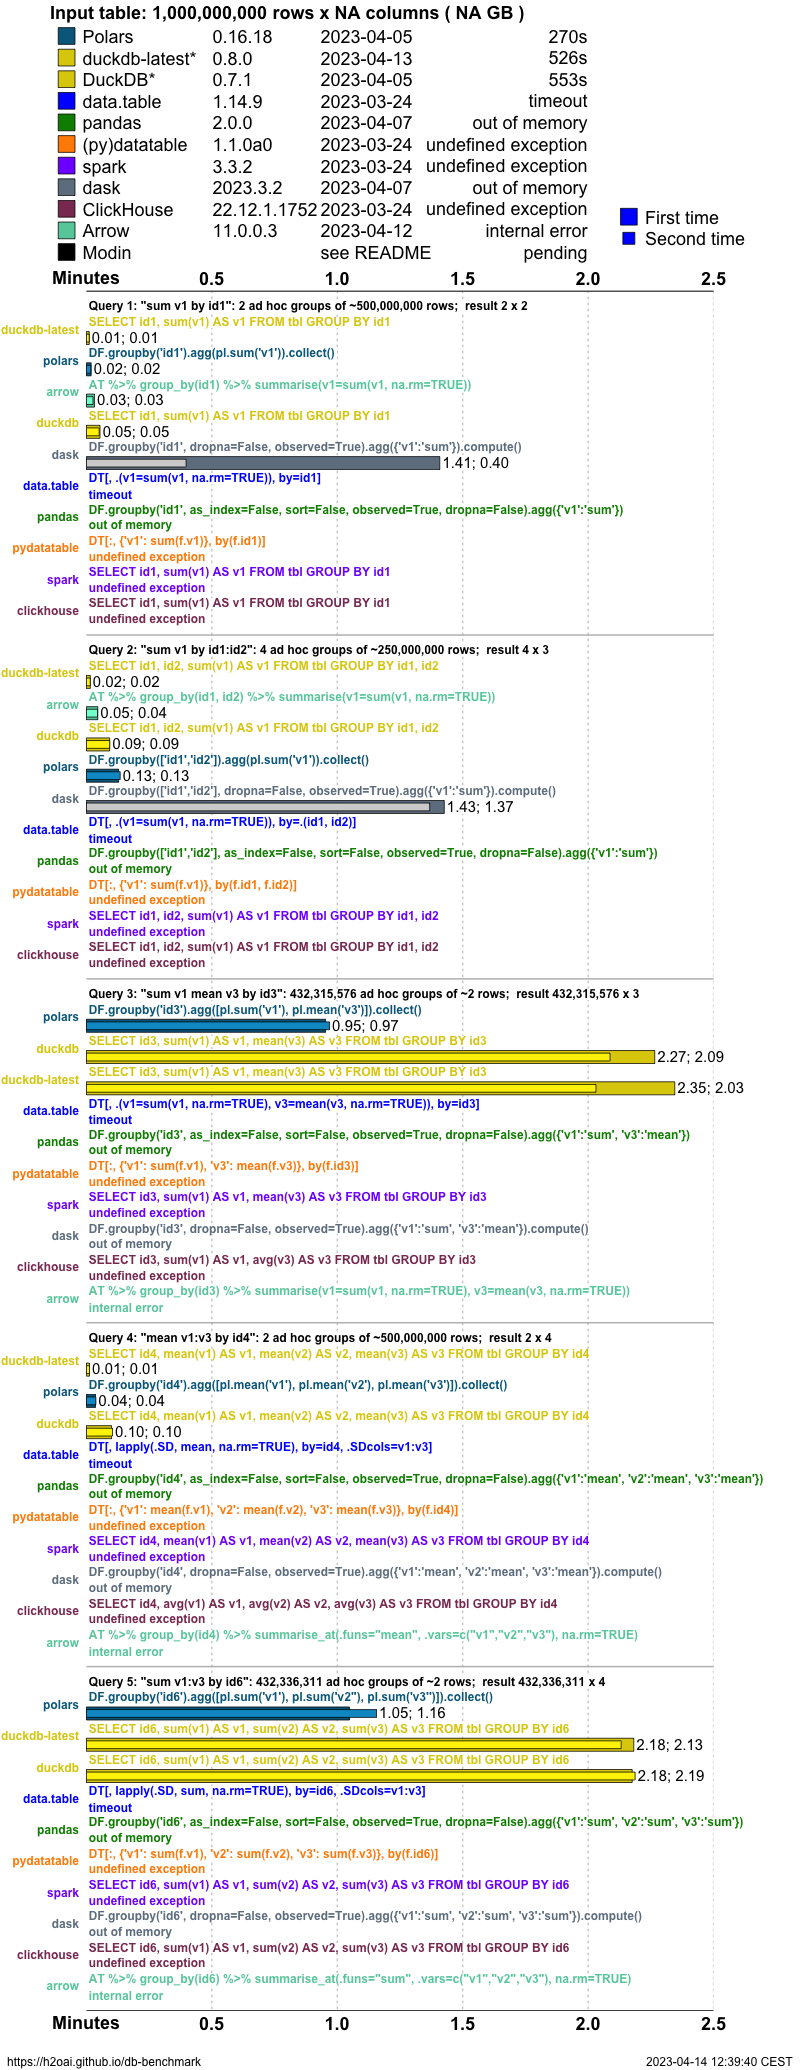 Input table: 1,000,000,000 rows x NA columns ( NA GB )
Polars 0.16.18 2023-04-05 270s
duckdb-latest* 0.8.0 2023-04-13 526s
DuckDB* 0.7.1 2023-04-05 553s
data.table 1.14.9 2023-03-24 timeout
pandas 2.0.0 2023-04-07 out of memory
(py)datatable 1.1.0a0 2023-03-24 undefined exception
spark 3.3.2 2023-03-24 undefined exception
dask 2023.3.2 2023-04-07 out of memory
ClickHouse 22.12.1.1752 2023-03-24 undefined exception
Arrow 11.0.0.3 2023-04-12 internal error
Modin see README pending
First time
Second time
Minutes 0.5 1.0 1.5 2.0 2.5
Query 1: "sum v1 by id1": 2 ad hoc groups of ~500,000,000 rows; result 2 x 2
duckdb-latest SELECT id1, sum(v1) AS v1 FROM tbl GROUP BY id1
0.01; 0.01
polars DF.groupby('id1').agg(pl.sum('v1')).collect()
0.02; 0.02
arrow AT %>% group_by(id1) %>% summarise(v1=sum(v1, na.rm=TRUE))
0.03; 0.03
duckdb SELECT id1, sum(v1) AS v1 FROM tbl GROUP BY id1
0.05; 0.05
dask DF.groupby('id1', dropna=False, observed=True).agg({'v1':'sum'}).compute()
1.41; 0.40
data.table DT[, .(v1=sum(v1, na.rm=TRUE)), by=id1]
timeout
pandas DF.groupby('id1', as_index=False, sort=False, observed=True, dropna=False).agg({'v1':'sum'})
out of memory
pydatatable DT[:, {'v1': sum(f.v1)}, by(f.id1)]
undefined exception
spark SELECT id1, sum(v1) AS v1 FROM tbl GROUP BY id1
undefined exception
clickhouse SELECT id1, sum(v1) AS v1 FROM tbl GROUP BY id1
undefined exception
Query 2: "sum v1 by id1:id2": 4 ad hoc groups of ~250,000,000 rows; result 4 x 3
duckdb-latest SELECT id1, id2, sum(v1) AS v1 FROM tbl GROUP BY id1, id2
0.02; 0.02
arrow AT %>% group_by(id1, id2) %>% summarise(v1=sum(v1, na.rm=TRUE))
0.05; 0.04
duckdb SELECT id1, id2, sum(v1) AS v1 FROM tbl GROUP BY id1, id2
0.09; 0.09
polars DF.groupby(['id1','id2']).agg(pl.sum('v1')).collect()
0.13; 0.13
dask DF.groupby(['id1','id2'], dropna=False, observed=True).agg({'v1':'sum'}).compute()
1.43; 1.37
data.table DT[, .(v1=sum(v1, na.rm=TRUE)), by=.(id1, id2)]
timeout
pandas DF.groupby(['id1','id2'], as_index=False, sort=False, observed=True, dropna=False).agg({'v1':'sum'})
out of memory
pydatatable DT[:, {'v1': sum(f.v1)}, by(f.id1, f.id2)]
undefined exception
spark SELECT id1, id2, sum(v1) AS v1 FROM tbl GROUP BY id1, id2
undefined exception
clickhouse SELECT id1, id2, sum(v1) AS v1 FROM tbl GROUP BY id1, id2
undefined exception
Query 3: "sum v1 mean v3 by id3": 432,315,576 ad hoc groups of ~2 rows; result 432,315,576 x 3
polars DF.groupby('id3').agg([pl.sum('v1'), pl.mean('v3')]).collect()
0.95; 0.97
duckdb SELECT id3, sum(v1) AS v1, mean(v3) AS v3 FROM tbl GROUP BY id3
2.27; 2.09
duckdb-latest SELECT id3, sum(v1) AS v1, mean(v3) AS v3 FROM tbl GROUP BY id3
2.35; 2.03
data.table DT[, .(v1=sum(v1, na.rm=TRUE), v3=mean(v3, na.rm=TRUE)), by=id3]
timeout
pandas DF.groupby('id3', as_index=False, sort=False, observed=True, dropna=False).agg({'v1':'sum', 'v3':'mean'})
out of memory
pydatatable DT[:, {'v1': sum(f.v1), 'v3': mean(f.v3)}, by(f.id3)]
undefined exception
spark SELECT id3, sum(v1) AS v1, mean(v3) AS v3 FROM tbl GROUP BY id3
undefined exception
dask DF.groupby('id3', dropna=False, observed=True).agg({'v1':'sum', 'v3':'mean'}).compute()
out of memory
clickhouse SELECT id3, sum(v1) AS v1, avg(v3) AS v3 FROM tbl GROUP BY id3
undefined exception
arrow AT %>% group_by(id3) %>% summarise(v1=sum(v1, na.rm=TRUE), v3=mean(v3, na.rm=TRUE))
internal error
Query 4: "mean v1:v3 by id4": 2 ad hoc groups of ~500,000,000 rows; result 2 x 4
duckdb-latest SELECT id4, mean(v1) AS v1, mean(v2) AS v2, mean(v3) AS v3 FROM tbl GROUP BY id4
0.01; 0.01
polars DF.groupby('id4').agg([pl.mean('v1'), pl.mean('v2'), pl.mean('v3')]).collect()
0.04; 0.04
duckdb SELECT id4, mean(v1) AS v1, mean(v2) AS v2, mean(v3) AS v3 FROM tbl GROUP BY id4
0.10; 0.10
data.table DT[, lapply(.SD, mean, na.rm=TRUE), by=id4, .SDcols=v1:v3]
timeout
pandas DF.groupby('id4', as_index=False, sort=False, observed=True, dropna=False).agg({'v1':'mean', 'v2':'mean', 'v3':'mean'})
out of memory
pydatatable DT[:, {'v1': mean(f.v1), 'v2': mean(f.v2), 'v3': mean(f.v3)}, by(f.id4)]
undefined exception
spark SELECT id4, mean(v1) AS v1, mean(v2) AS v2, mean(v3) AS v3 FROM tbl GROUP BY id4
undefined exception
dask DF.groupby('id4', dropna=False, observed=True).agg({'v1':'mean', 'v2':'mean', 'v3':'mean'}).compute()
out of memory
clickhouse SELECT id4, avg(v1) AS v1, avg(v2) AS v2, avg(v3) AS v3 FROM tbl GROUP BY id4
undefined exception
arrow AT %>% group_by(id4) %>% summarise_at(.funs="mean", .vars=c("v1","v2","v3"), na.rm=TRUE)
internal error
Query 5: "sum v1:v3 by id6": 432,336,311 ad hoc groups of ~2 rows; result 432,336,311 x 4
polars DF.groupby('id6').agg([pl.sum('v1'), pl.sum('v2"), pl.sum('v3")]).collect()
1.05; 1.16
duckdb-latest SELECT id6, sum(v1) AS v1, sum(v2) AS v2, sum(v3) AS v3 FROM tbl GROUP BY id6
2.18; 2.13
duckdb SELECT id6, sum(v1) AS v1, sum(v2) AS v2, sum(v3) AS v3 FROM tbl GROUP BY id6
2.18; 2.19
data.table DT[, lapply(.SD, sum, na.rm=TRUE), by=id6, .SDcols=v1:v3]
timeout
pandas DF.groupby('id6', as_index=False, sort=False, observed=True, dropna=False).agg({'v1':'sum', 'v2':'sum', 'v3':'sum'})
out of memory
pydatatable DT[:, {'v1': sum(f.v1), 'v2': sum(f.v2), 'v3': sum(f.v3)}, by(f.id6)]
undefined exception
spark SELECT id6, sum(v1) AS v1, sum(v2) AS v2, sum(v3) AS v3 FROM tbl GROUP BY id6
undefined exception
dask DF.groupby('id6', dropna=False, observed=True).agg({'v1':'sum', 'v2':'sum', 'v3':'sum'}).compute()
out of memory
clickhouse SELECT id6, sum(v1) AS v1, sum(v2) AS v2, sum(v3) AS v3 FROM tbl GROUP BY id6
undefined exception
arrow AT %>% group_by(id6) %>% summarise_at(.funs="sum", .vars=c("v1","v2","v3"), na.rm=TRUE)
internal error
Minutes 0.5 1.0 1.5 2.0 2.5
https://h2oai.github.io/db-benchmark 2023-04-14 12:39:40 CEST